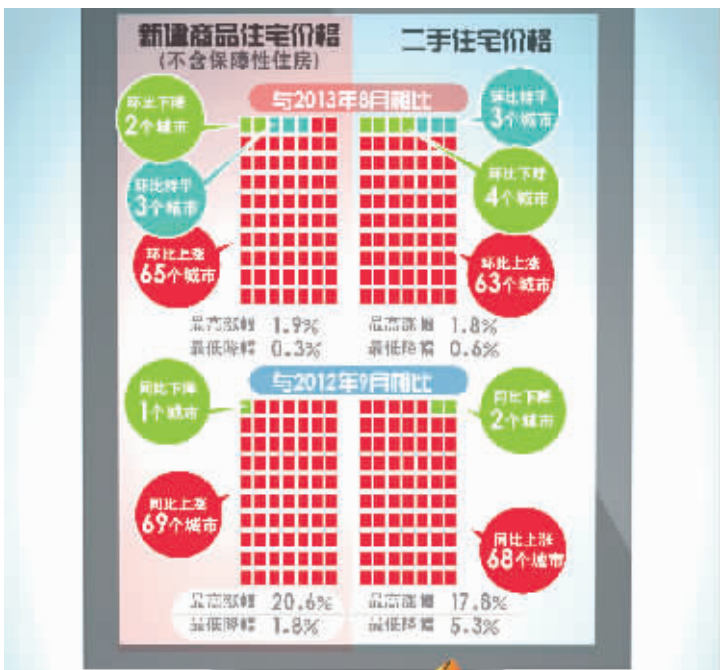 新建商品住宅价格
(不含保障性住房)
二手住宅价格
与2013年8月相比
环比下降
2个城市
环比持平
3个城市
环比上涨
65个城市
环比持平
3个城市
环比下降
4个城市
环比上涨
63个城市
最高涨幅 1.9%
最低降幅 0.3%
最高涨幅 1.8%
最低降幅 0.6%
与2012年9月相比
同比下降
1个城市
同比上涨
69个城市
同比下降
2个城市
同比上涨
68个城市
最高涨幅 20.6%
最低降幅 1.8%
最高涨幅 17.8%
最低降幅 5.3%